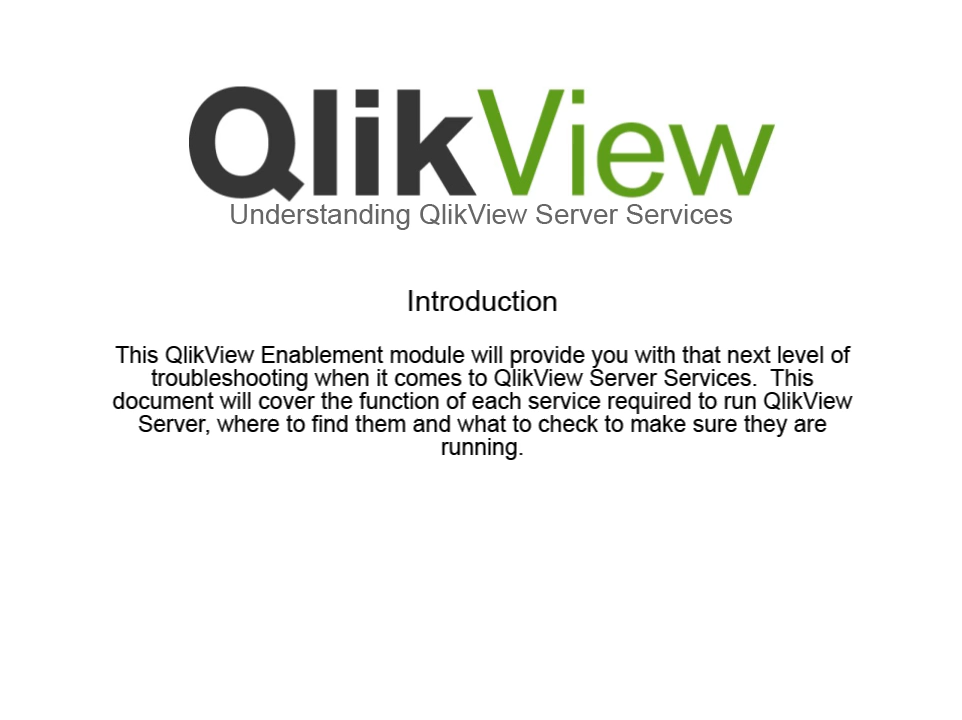 QlikView
Understanding QlikView Server Services
Introduction
This QlikView Enablement module will provide you with that next level of
troubleshooting when it comes to QlikView Server Services.  This
document will cover the function of each service required to run QlikView
Server, where to find them and what to check to make sure they are
running.